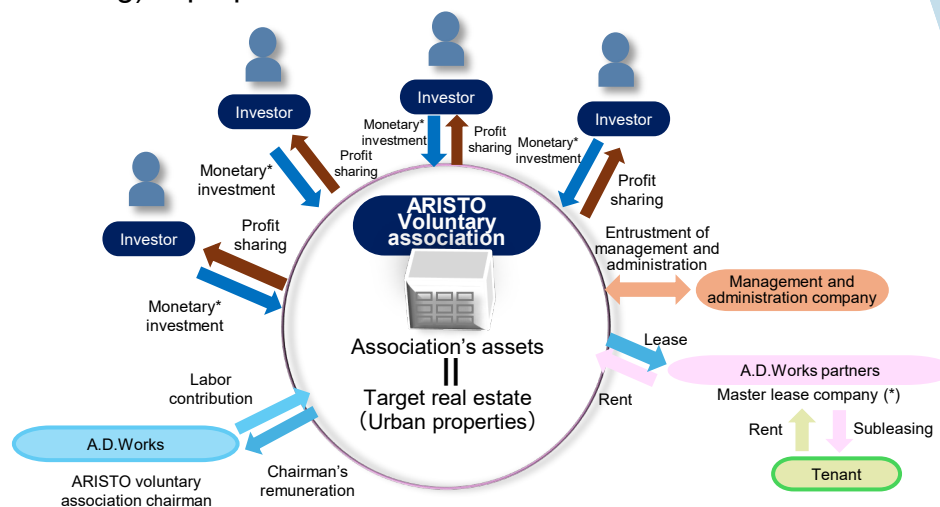 Investor
Monetary*
investment
Profit
sharing
Investor
Monetary*
investment
Profit
sharing
Investor
Monetary*
investment
Profit
sharing
Investor
Profit
sharing
Monetary*
investment
ARISTO
Voluntary
association
Association's assets
Target real estate
(Urban properties)
Entrustment of
management and
administration
Management and
administration company
Lease
Rent
A.D.Works partners
Master lease company (*)
Rent
Subleasing
Tenant
Labor
contribution
A.D.Works
Chairman's
remuneration
ARISTO voluntary
association chairman